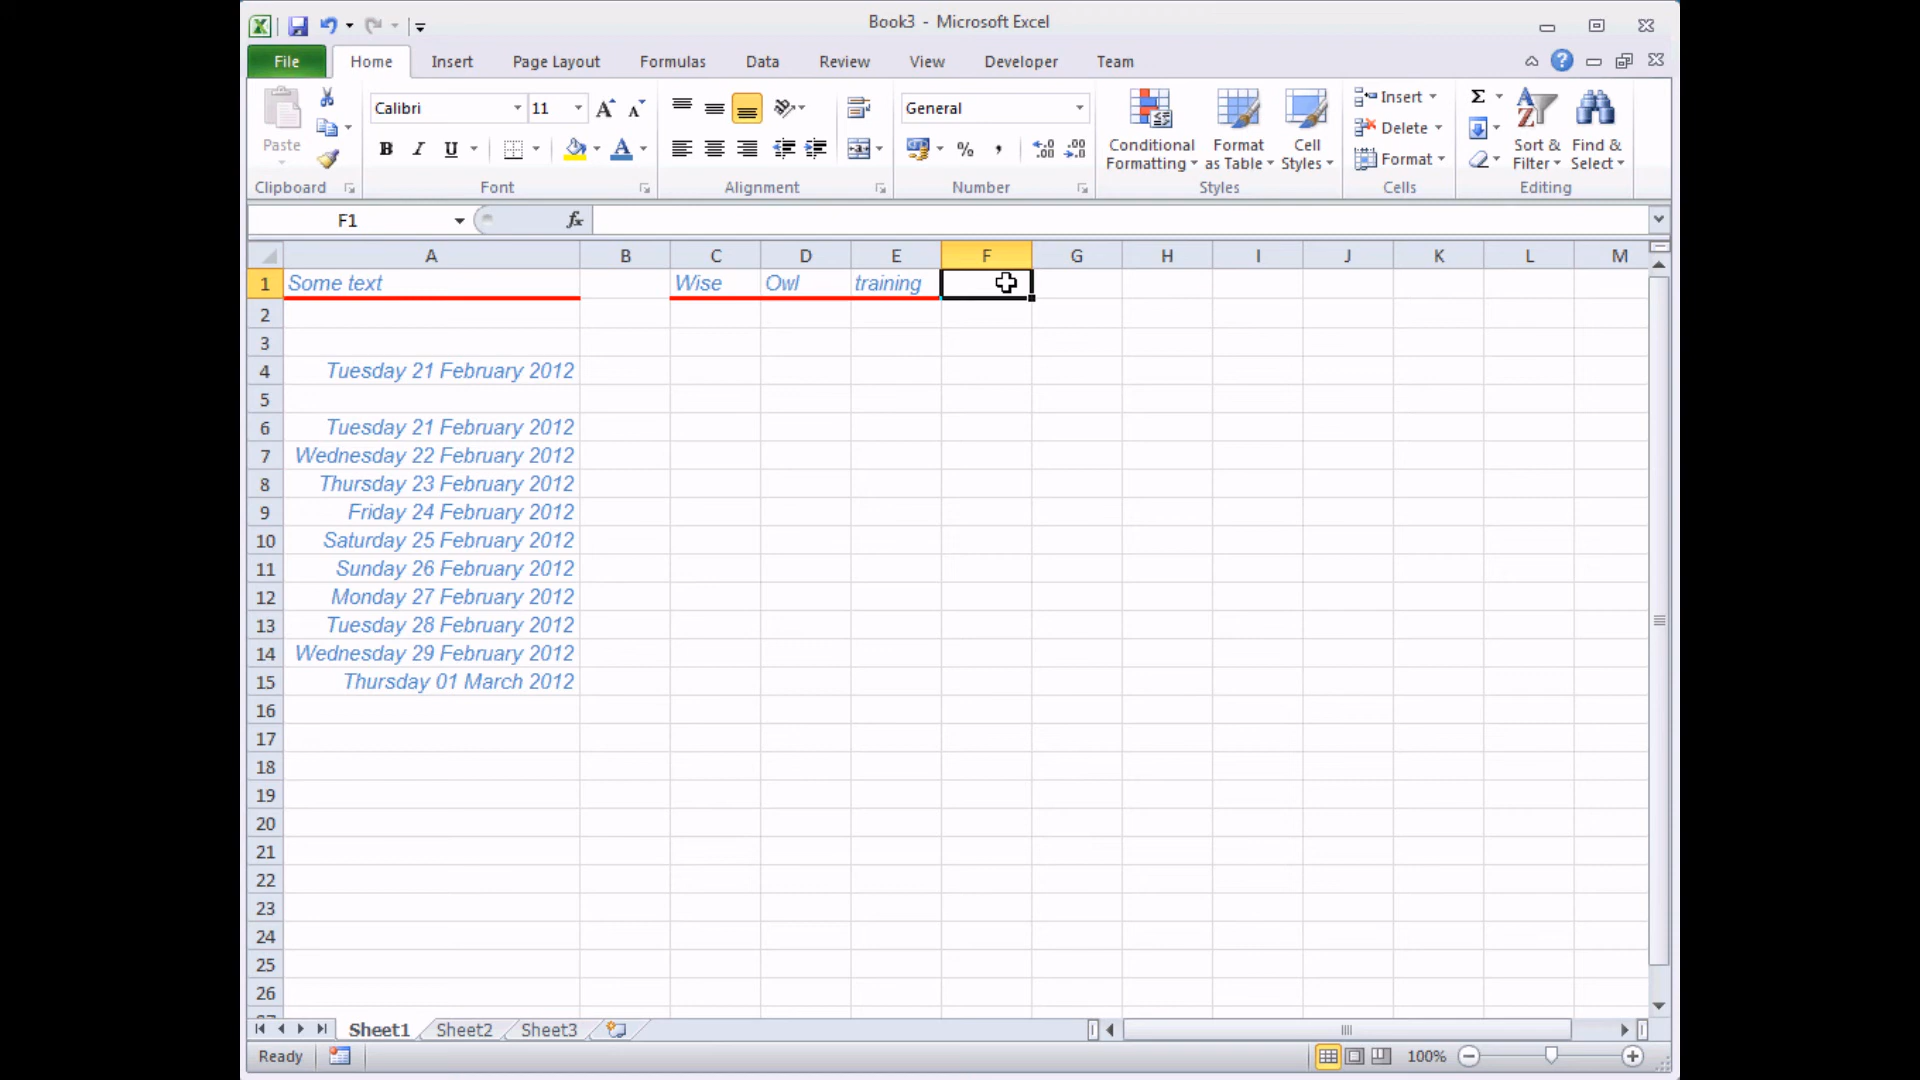 Book3 - Microsoft Excel
File Home Insert Page Layout Formulas Data Review View Developer Team
Calibri 11 General Insert Σ
Paste B I U % , Conditional Formatting Format as Table Cell Styles Delete Format Sort & Filter Find & Select
Clipboard Font Alignment Number Styles Cells Editing
F1 fx
A B C D E F G H I J K L M
1 Some text Wise Owl training
2
3
4 Tuesday 21 February 2012
5
6 Tuesday 21 February 2012
7 Wednesday 22 February 2012
8 Thursday 23 February 2012
9 Friday 24 February 2012
10 Saturday 25 February 2012
11 Sunday 26 February 2012
12 Monday 27 February 2012
13 Tuesday 28 February 2012
14 Wednesday 29 February 2012
15 Thursday 01 March 2012
16
17
18
19
20
21
22
23
24
25
26
Sheet1 Sheet2 Sheet3
Ready 100%